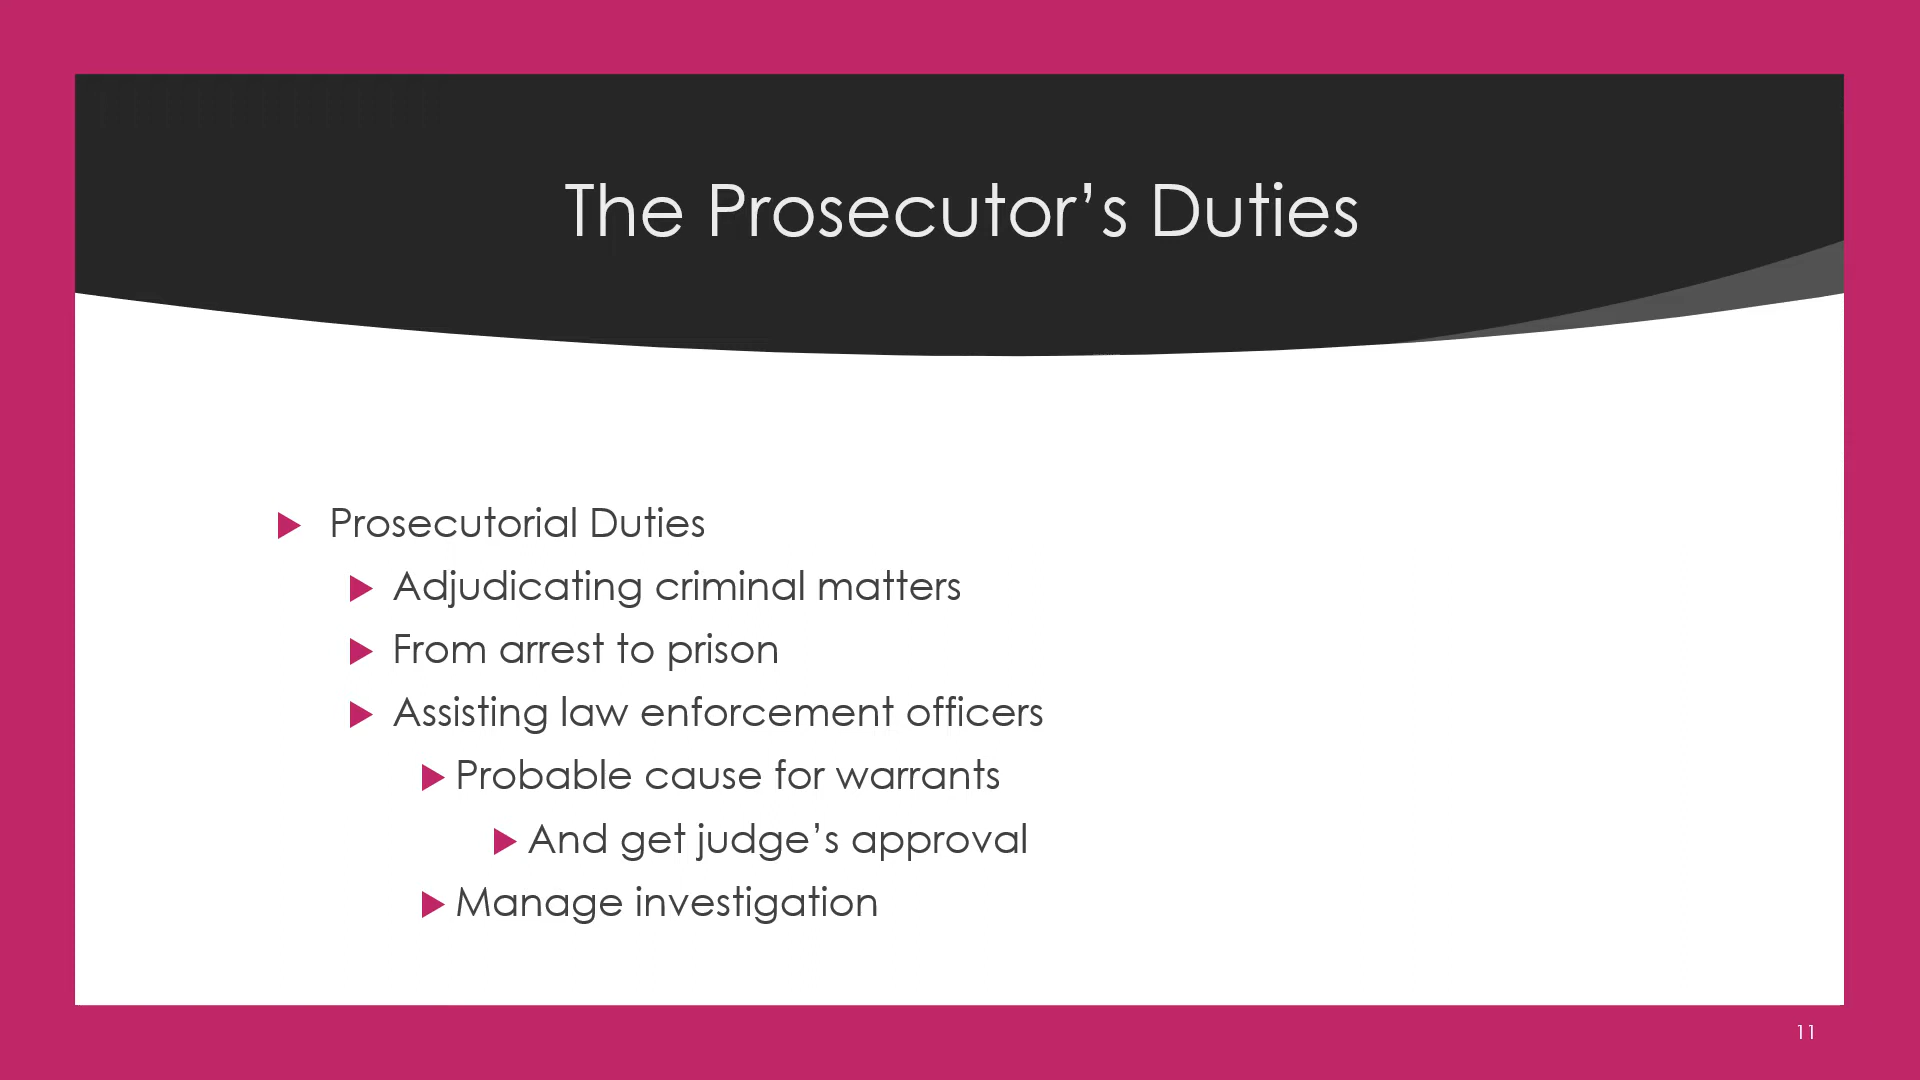 The Prosecutor’s Duties
Prosecutorial Duties
Adjudicating criminal matters
From arrest to prison
Assisting law enforcement officers
Probable cause for warrants
And get judge’s approval
Manage investigation
11